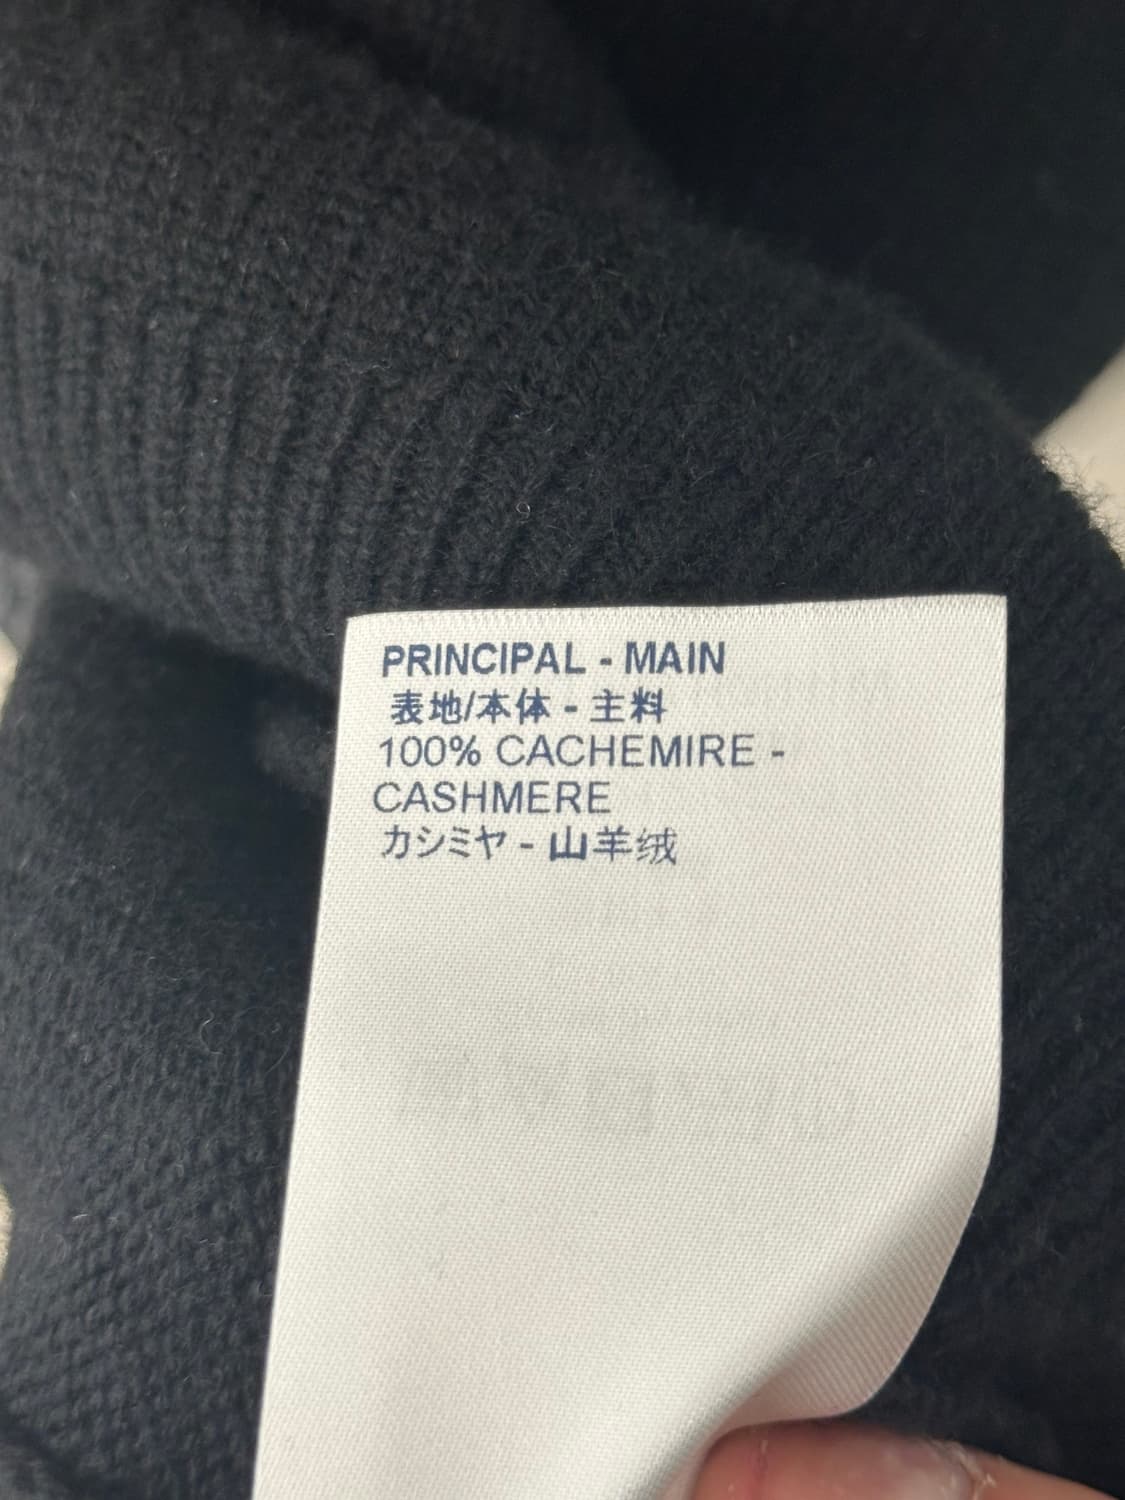 PRINCIPAL - MAIN
表地/本体 - 主料
100% CACHEMIRE -
CASHMERE
カシミヤ - 山羊绒